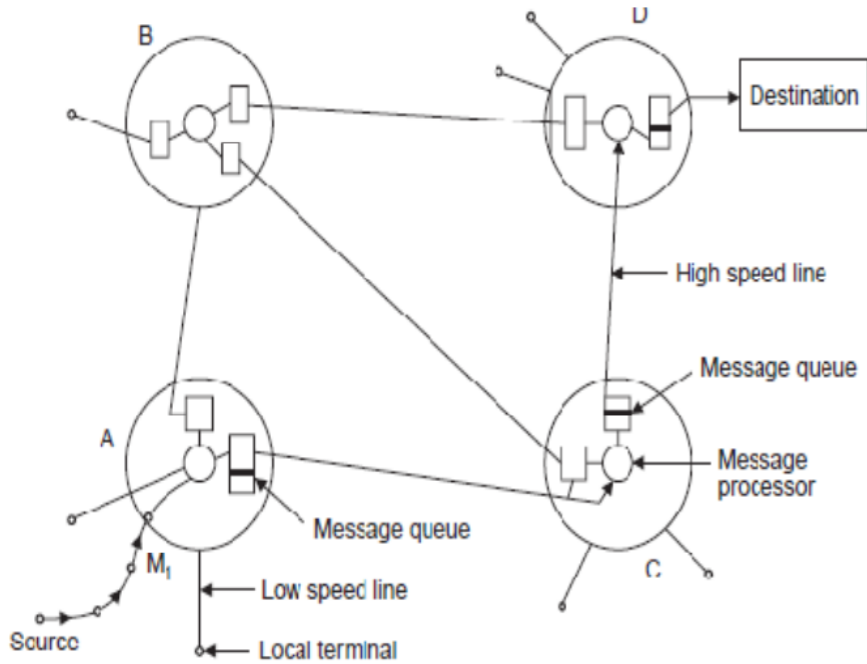 B
D
Destination
High speed line
Message queue
A
Message
processor
Message queue
M1
C
Low speed line
Source
Local terminal